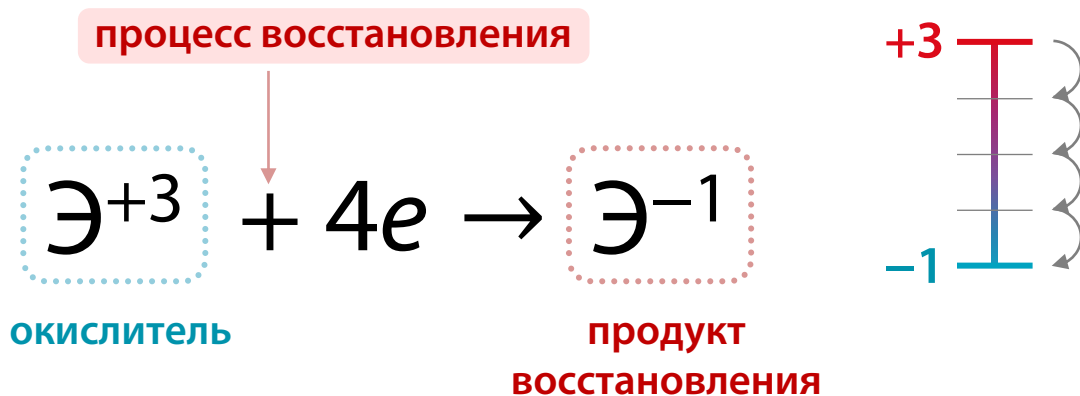 процесс восстановления
+3
Э+3 + 4e → Э−1
−1
окислитель
продукт
восстановления